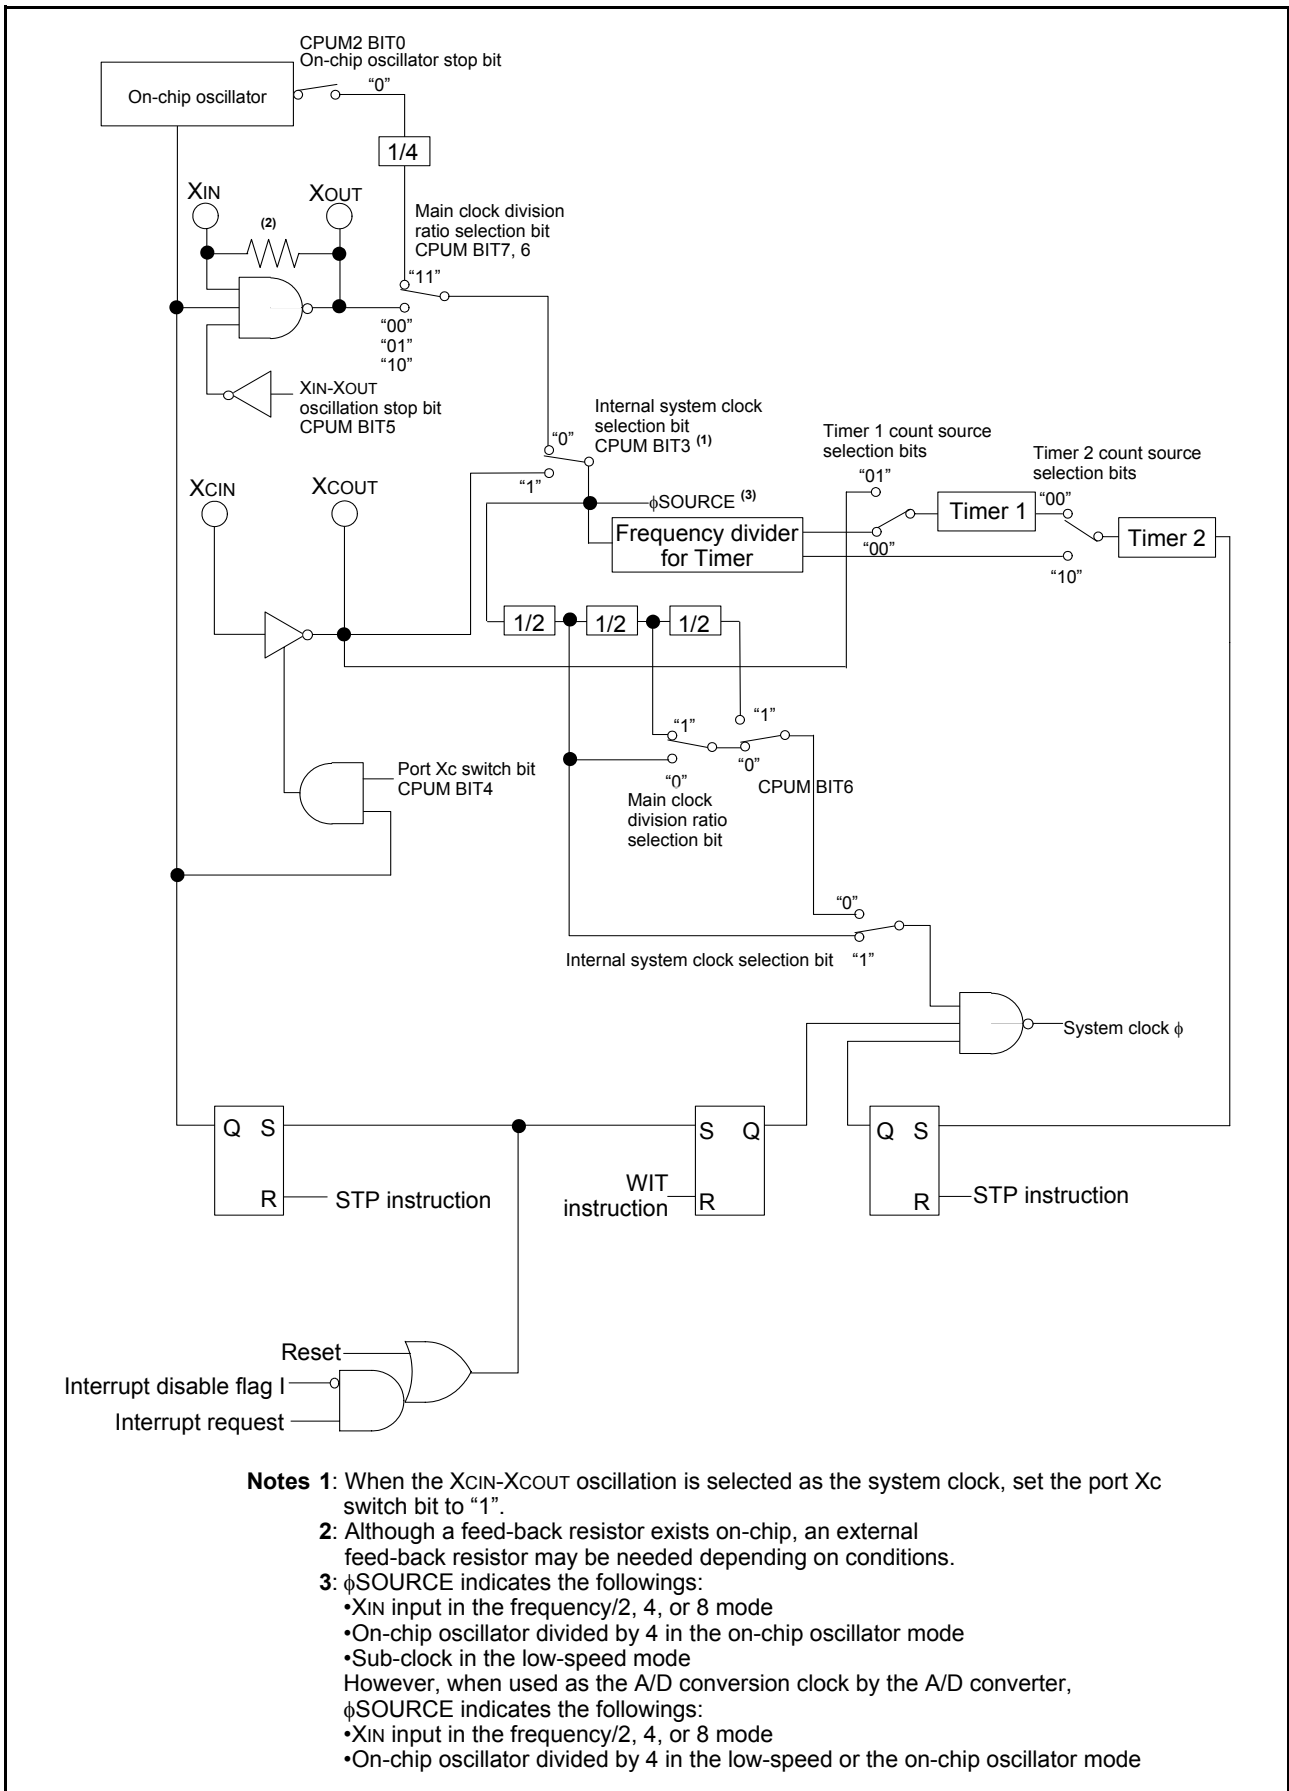 CPUM2 BIT0
On-chip oscillator stop bit
“0”
On-chip oscillator
1/4
XIN
XOUT
(2)
Main clock division
ratio selection bit
CPUM BIT7, 6
“11”
“00”
“01”
“10”
XIN-XOUT
oscillation stop bit
CPUM BIT5
Internal system clock
selection bit
CPUM BIT3 (1)
“0”
“1”
Timer 1 count source
selection bits
“01”
Timer 2 count source
selection bits
“00”
XCIN
XCOUT
ϕSOURCE (3)
Timer 1
Frequency divider
for Timer
“00”
Timer 2
“10”
1/2
1/2
1/2
“1”
“1”
“0”
“0”
CPUM BIT6
Main clock
division ratio
selection bit
Port Xc switch bit
CPUM BIT4
“0”
Internal system clock selection bit
“1”
System clock ϕ
Q S
R
STP instruction
S Q
R
WIT
instruction
Q S
R
STP instruction
Reset
Interrupt disable flag I
Interrupt request
Notes 1: When the XCIN-XCOUT oscillation is selected as the system clock, set the port Xc
switch bit to “1”.
2: Although a feed-back resistor exists on-chip, an external
feed-back resistor may be needed depending on conditions.
3: ϕSOURCE indicates the followings:
•XIN input in the frequency/2, 4, or 8 mode
•On-chip oscillator divided by 4 in the on-chip oscillator mode
•Sub-clock in the low-speed mode
However, when used as the A/D conversion clock by the A/D converter,
ϕSOURCE indicates the followings:
•XIN input in the frequency/2, 4, or 8 mode
•On-chip oscillator divided by 4 in the low-speed or the on-chip oscillator mode